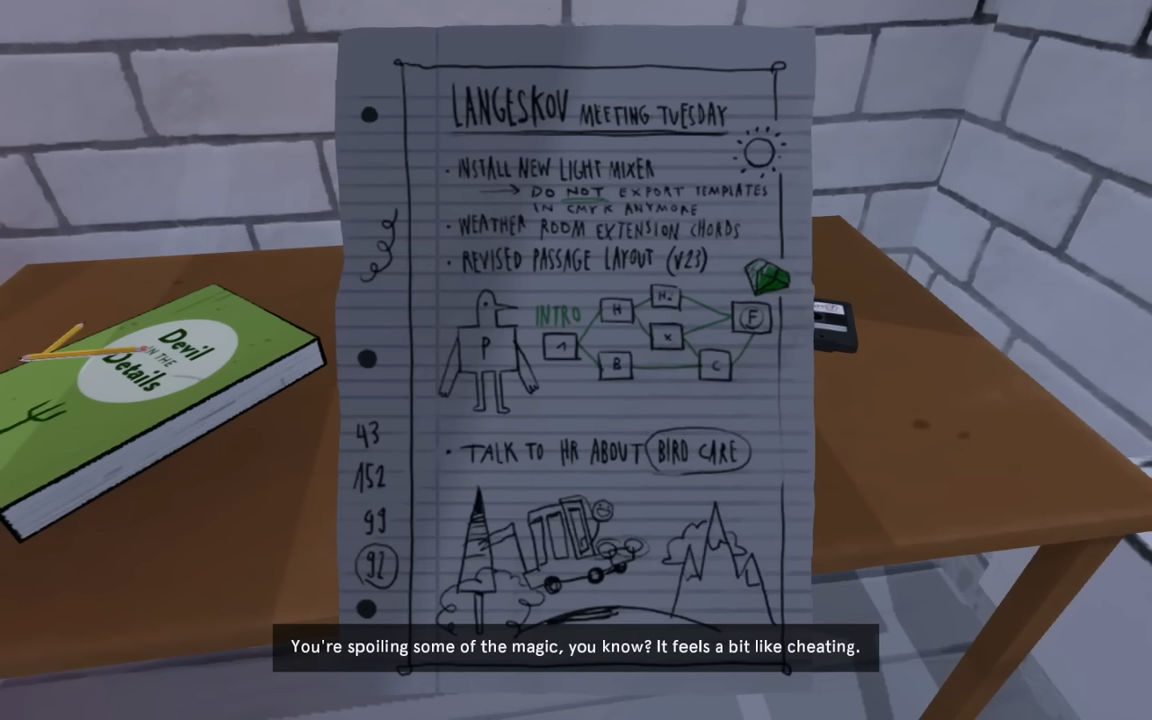 LANGESKOV MEETING TUESDAY
· INSTALL NEW LIGHT MIXER
→ DO NOT EXPORT TEMPLATES
IN CMYK ANYMORE
· WEATHER ROOM EXTENSION CHORDS
· REVISED PASSAGE LAYOUT (V23)
INTRO
P
1
H
H2
X
B
C
F
Devil
IN THE
Details
43
152
99
92
· TALK TO HR ABOUT BIRD CARE
You're spoiling some of the magic, you know? It feels a bit like cheating.